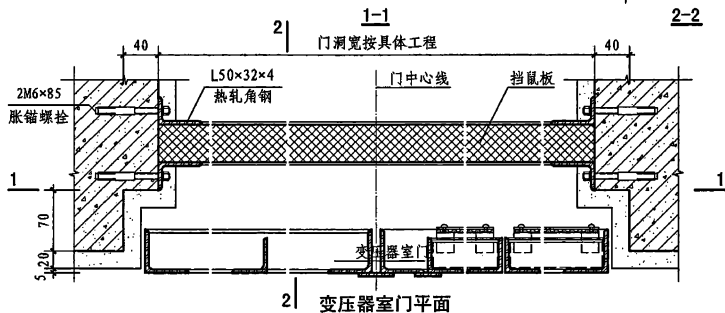 1-1
2-2
2
40
门洞宽按具体工程
40
2M6×85
胀锚螺栓
L50×32×4
热轧角钢
门中心线
挡鼠板
1
1
70
20
5
变压器室门
2
变压器室门平面